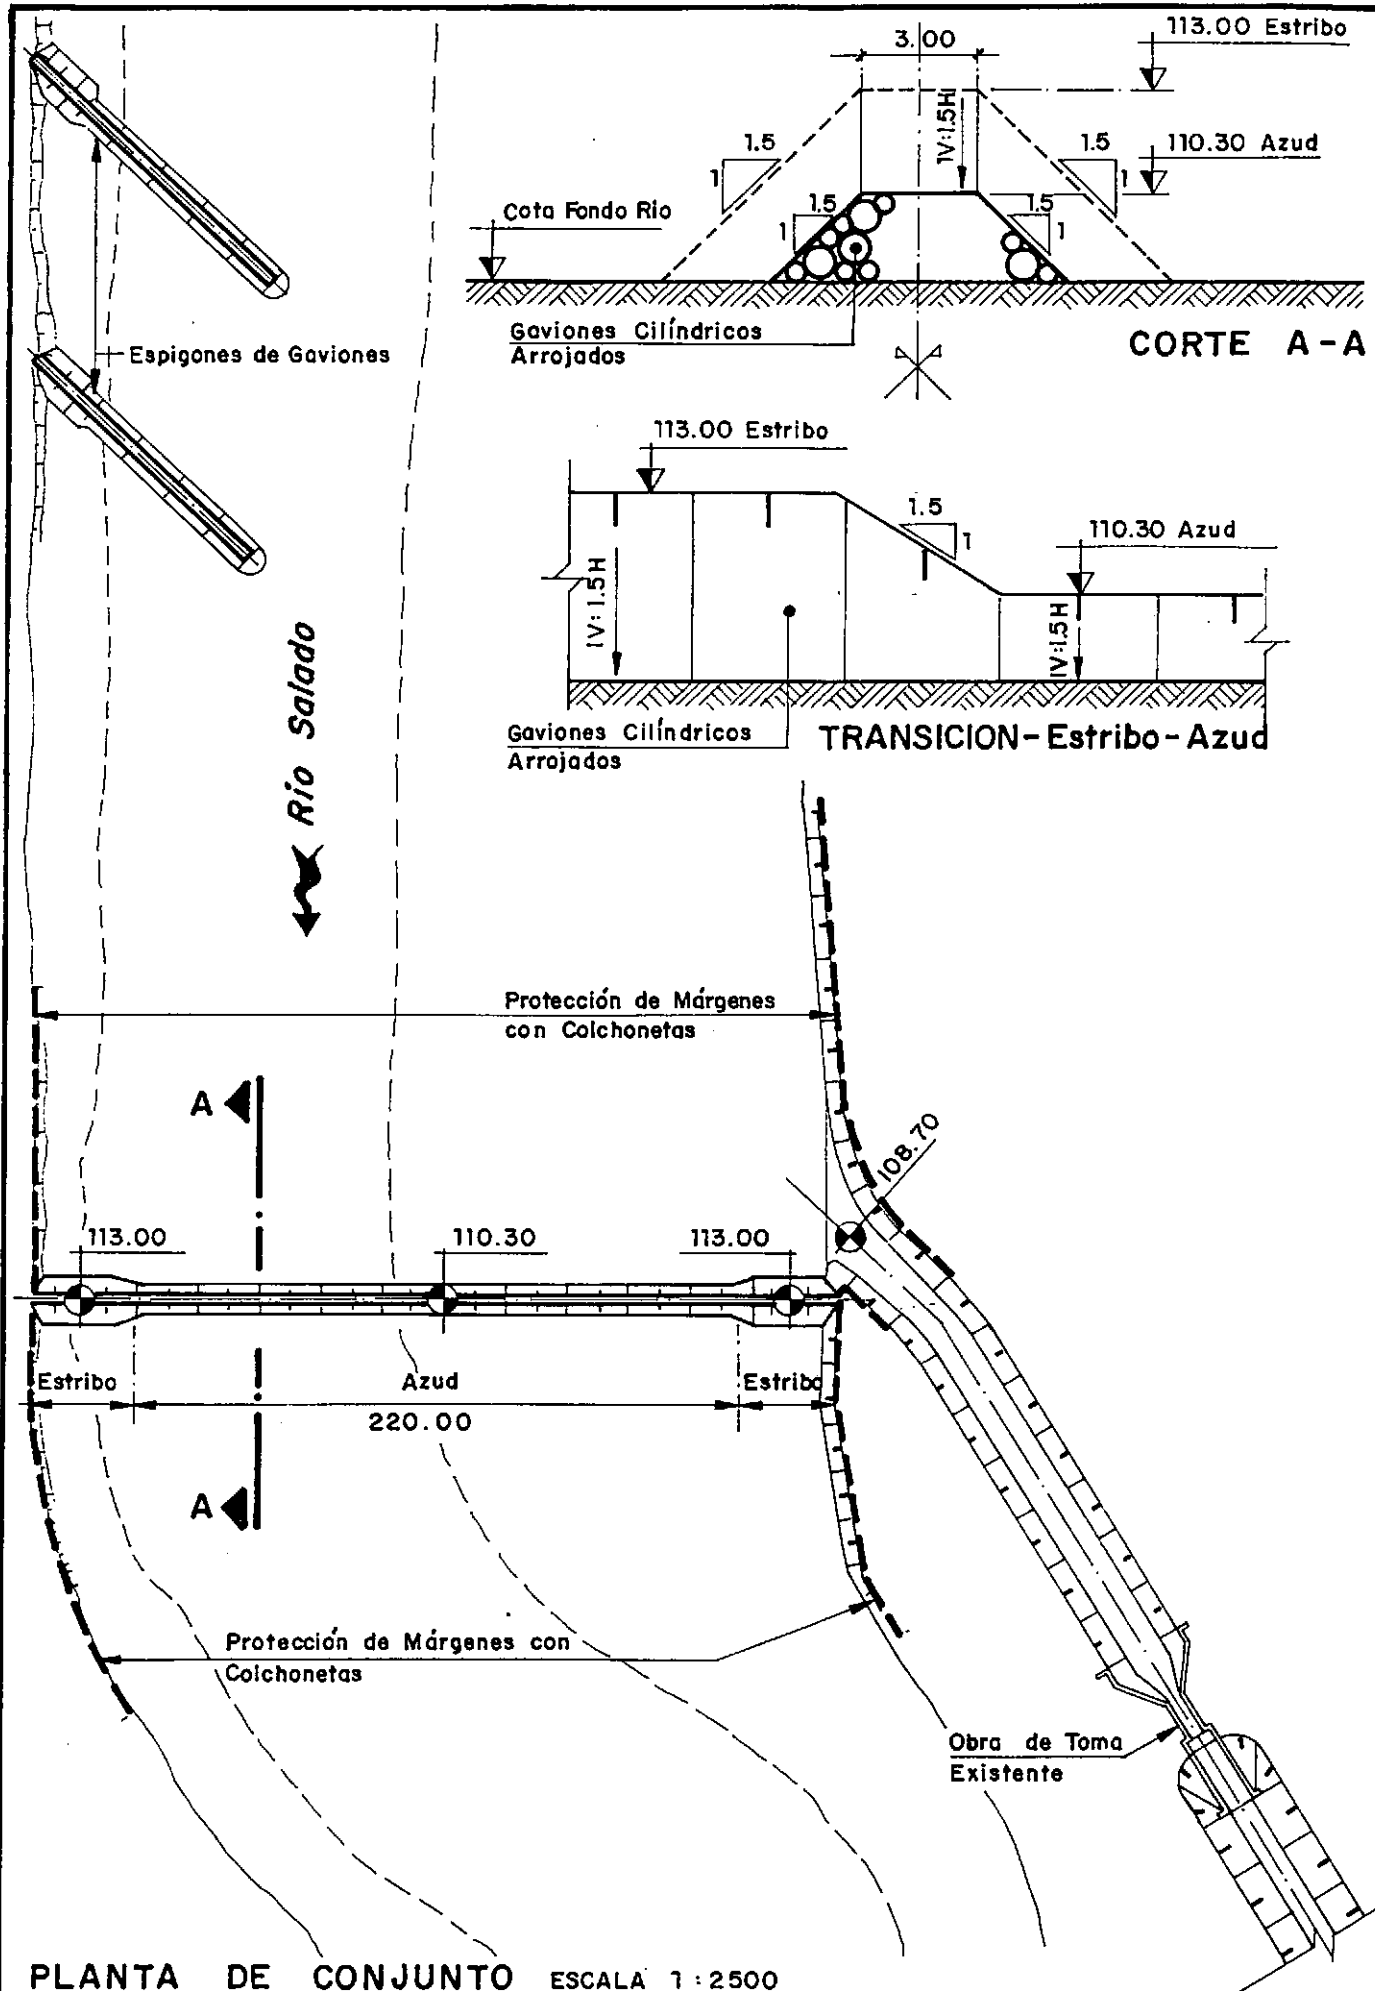 3.00
113.00 Estribo
1V:1.5H
1.5
1
1.5
1
110.30 Azud
Cota Fondo Rio
1.5
1
1.5
1
Gaviones Cilíndricos
Arrojados
CORTE A-A
Espigones de Gaviones
113.00 Estribo
1.5
1
110.30 Azud
1V:1.5H
1V:1.5H
Gaviones Cilíndricos
Arrojados
TRANSICION-Estribo-Azud
Río Salado
Protección de Márgenes
con Colchonetas
A
108.70
113.00
110.30
113.00
Estribo
Azud
Estribo
220.00
A
Protección de Márgenes con
Colchonetas
Obra de Toma
Existente
PLANTA DE CONJUNTO ESCALA 1:2500